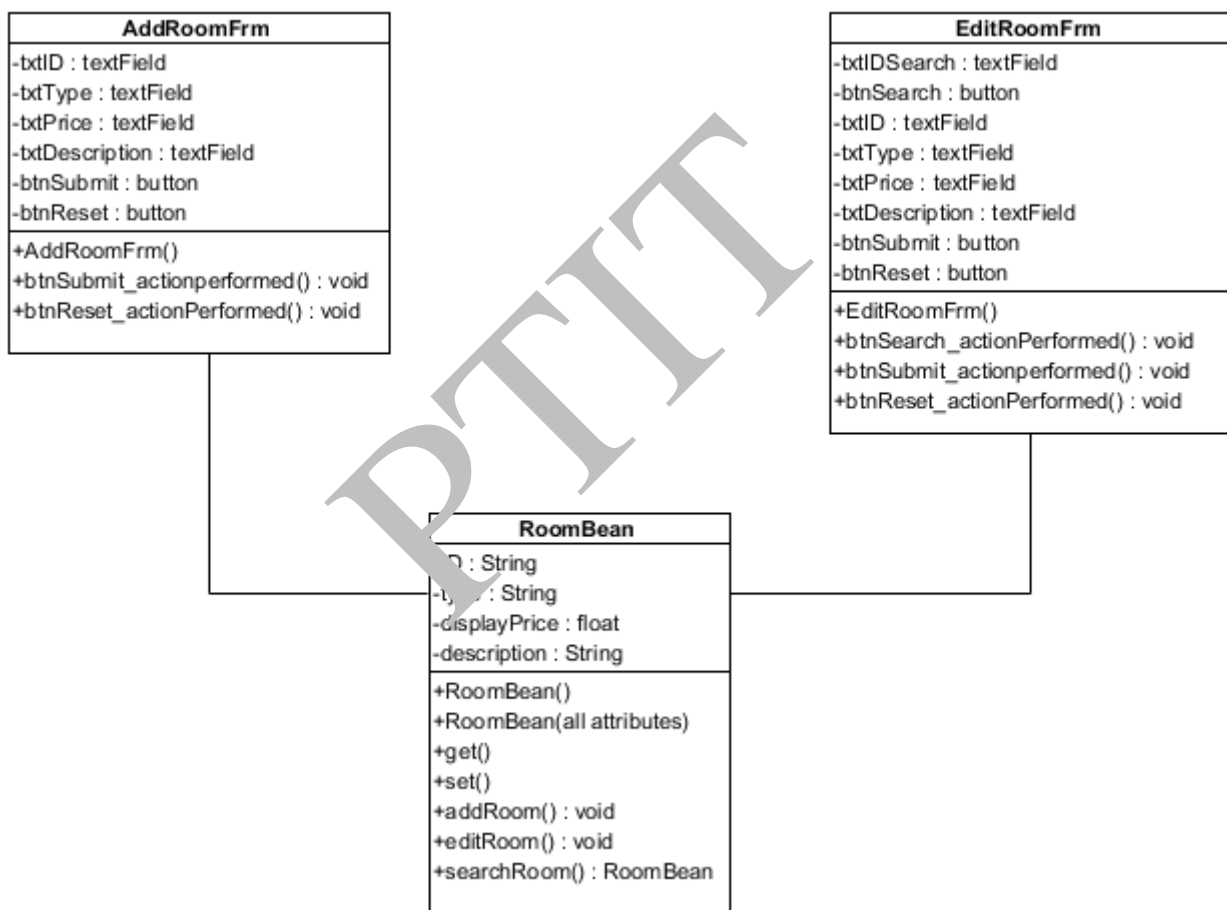 AddRoomFrm
-txtID : textField
-txtType : textField
-txtPrice : textField
-txtDescription : textField
-btnSubmit : button
-btnReset : button
+AddRoomFrm()
+btnSubmit_actionperformed() : void
+btnReset_actionPerformed() : void
EditRoomFrm
-txtIDSearch : textField
-btnSearch : button
-txtID : textField
-txtType : textField
-txtPrice : textField
-txtDescription : textField
-btnSubmit : button
-btnReset : button
+EditRoomFrm()
+btnSearch_actionPerformed() : void
+btnSubmit_actionperformed() : void
+btnReset_actionPerformed() : void
PTIT
RoomBean
: String
: String
-displayPrice : float
-description : String
+RoomBean()
+RoomBean(all attributes)
+get()
+set()
+addRoom() : void
+editRoom() : void
+searchRoom() : RoomBean